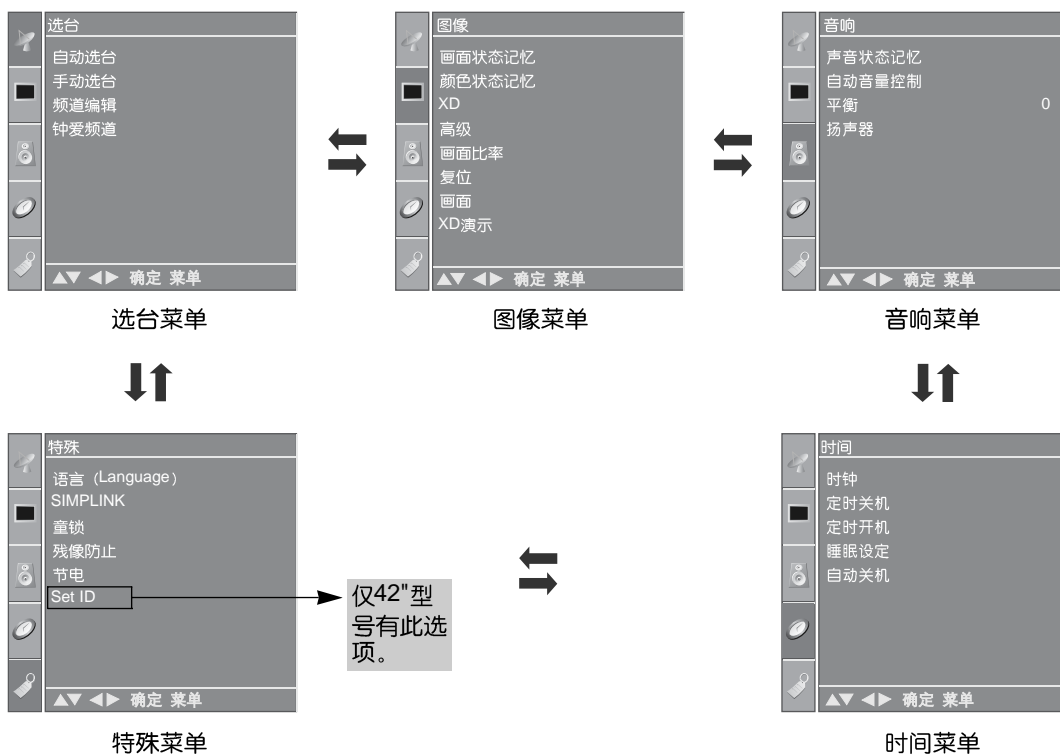 选台
自动选台
手动选台
频道编辑
钟爱频道
▲▼ ◀▶ 确定 菜单
选台菜单
图像
画面状态记忆
颜色状态记忆
XD
高级
画面比率
复位
画面
XD演示
▲▼ ◀▶ 确定 菜单
图像菜单
音响
声音状态记忆
自动音量控制
平衡 0
扬声器
▲▼ ◀▶ 确定 菜单
音响菜单
特殊
语言（Language）
SIMPLINK
童锁
残像防止
节电
Set ID
▲▼ ◀▶ 确定 菜单
特殊菜单
仅42"型
号有此选
项。
时间
时钟
定时关机
定时开机
睡眠设定
自动关机
▲▼ ◀▶ 确定 菜单
时间菜单